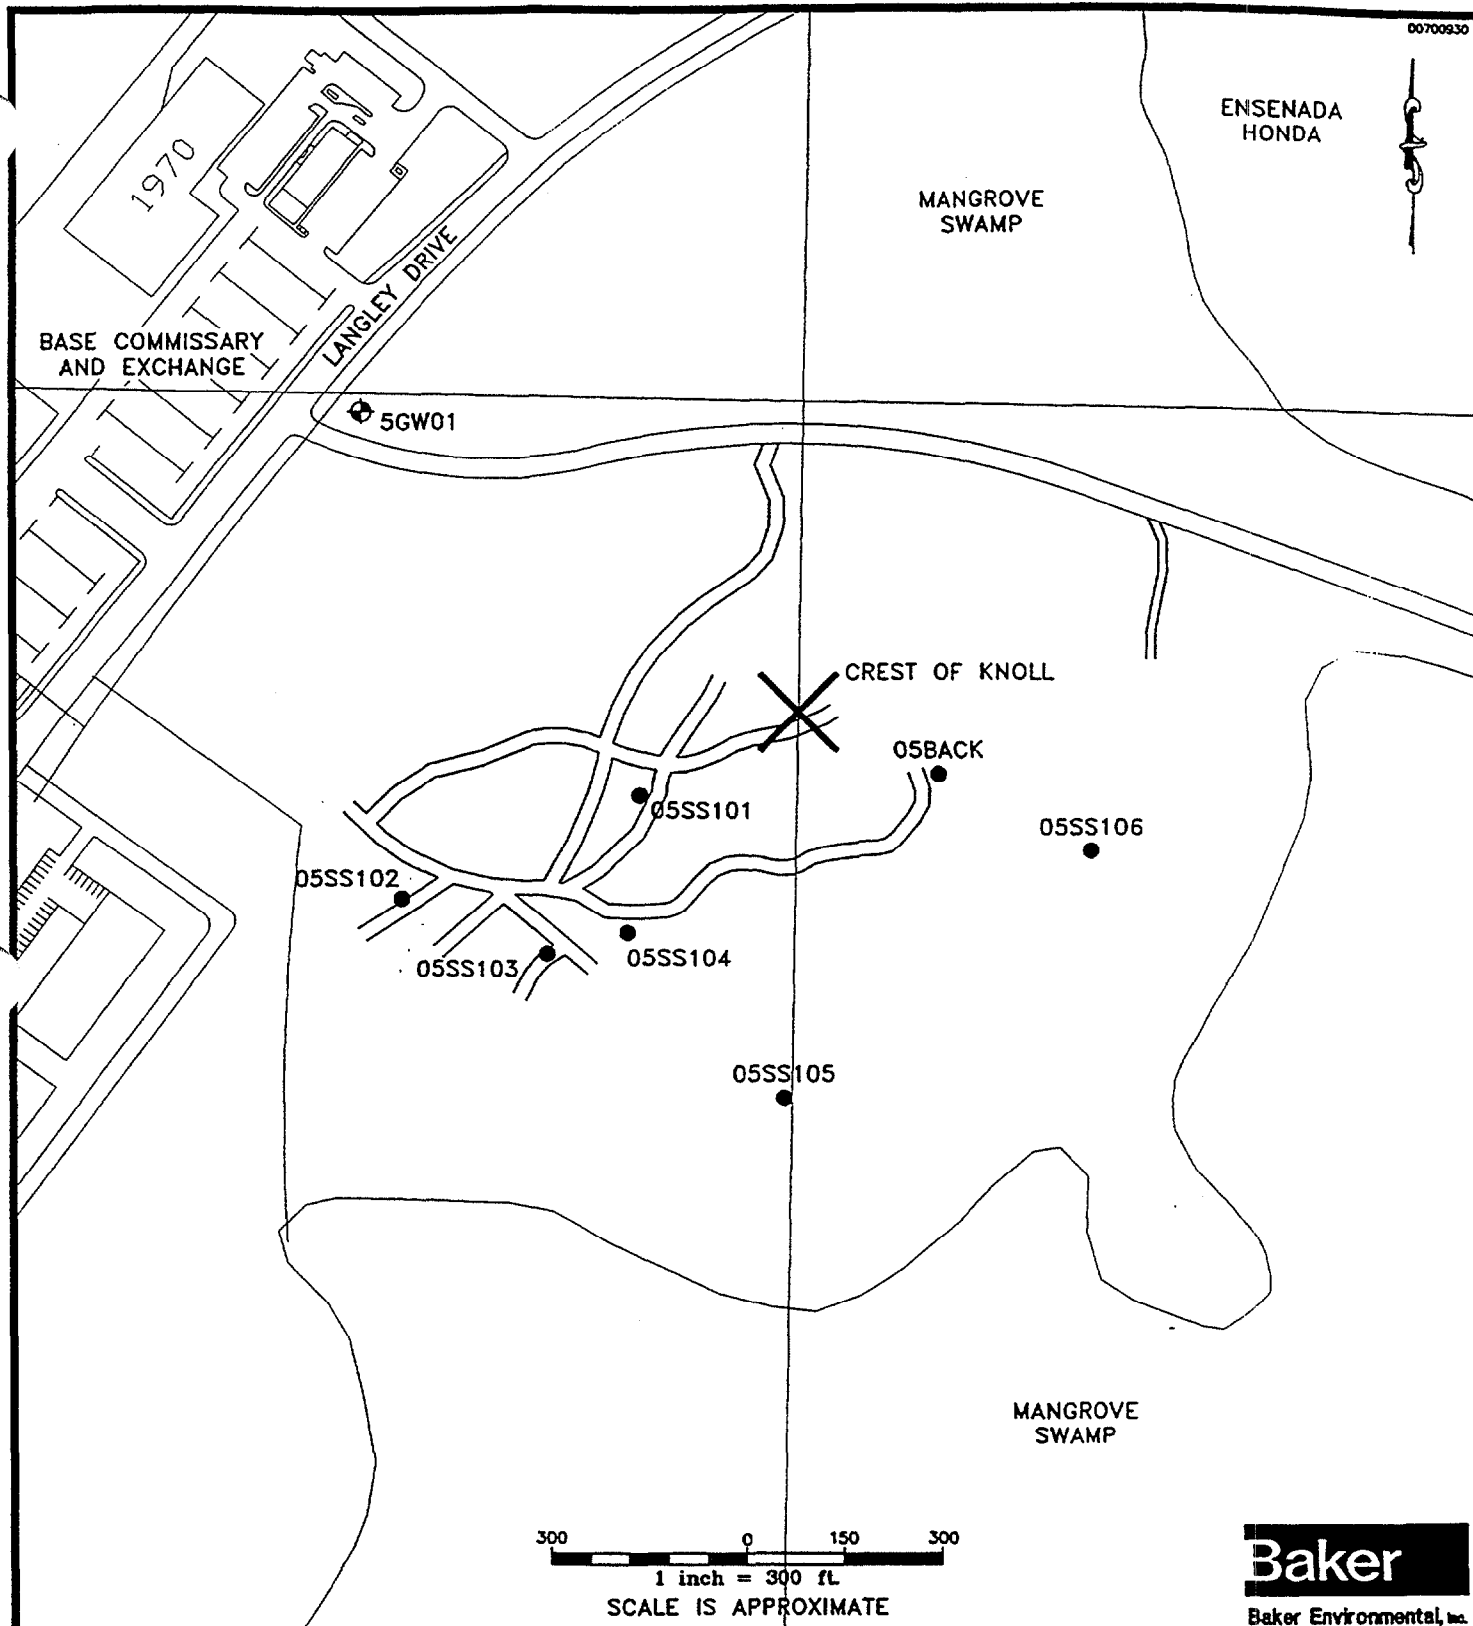 00700930
ENSENADA
HONDA
MANGROVE
SWAMP
1970
LANGLEY DRIVE
BASE COMMISSARY
AND EXCHANGE
5GW01
CREST OF KNOLL
05BACK
05SS101
05SS106
05SS102
05SS103
05SS104
05SS105
MANGROVE
SWAMP
300 0 150 300
1 inch = 300 ft.
SCALE IS APPROXIMATE
Baker
Baker Environmental, Inc.